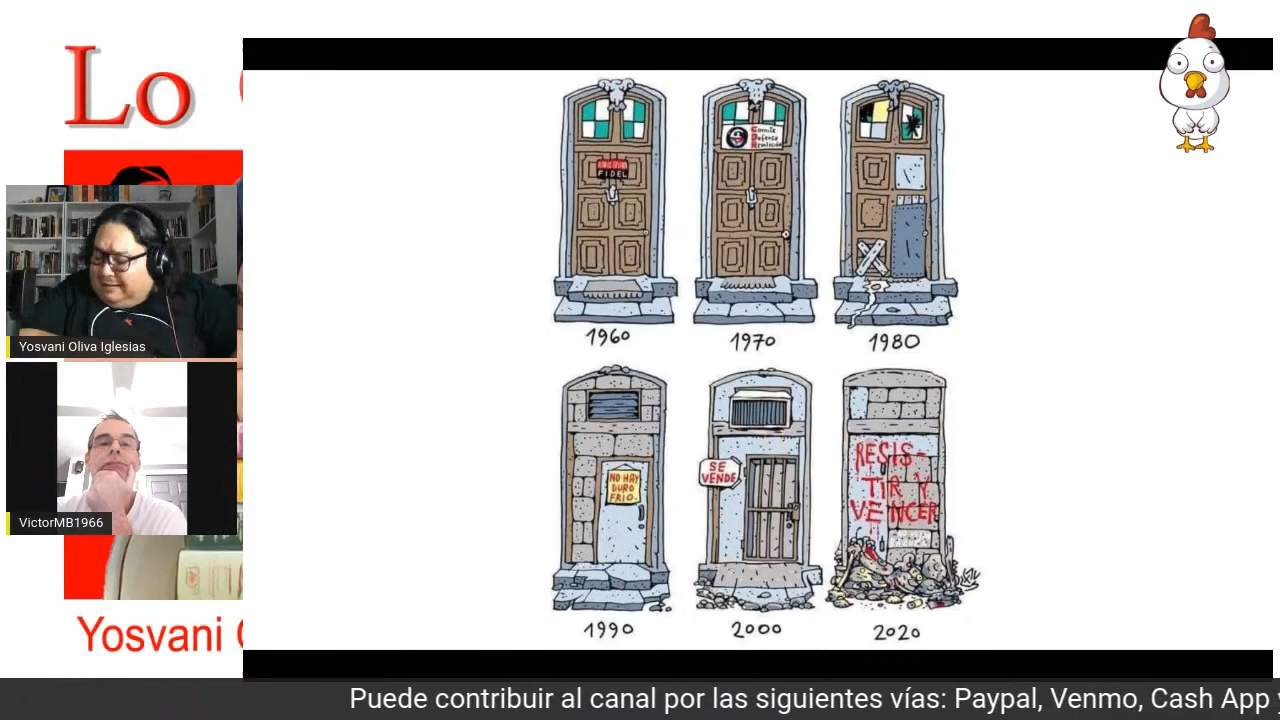 Lo
Yosvani Oliva Iglesias
VictorMB1966
Yosvani
FIDEL
Comite
Defensa
Revolución
1960
1970
1980
NO HAY
DURO
FRIO.
SE
VENDE
RESIS-
TIR Y
VENCER
1990
2000
2020
Puede contribuir al canal por las siguientes vías: Paypal, Venmo, Cash App y